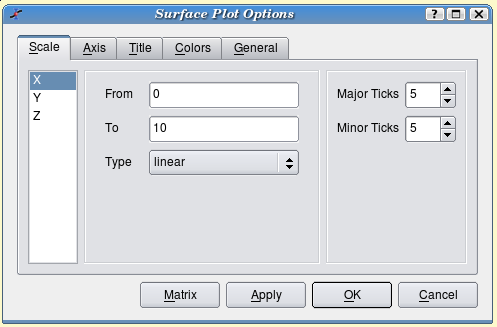 Surface Plot Options
Scale Axis Title Colors General
X
Y
Z
From 0
To 10
Type linear
Major Ticks 5
Minor Ticks 5
Matrix Apply OK Cancel